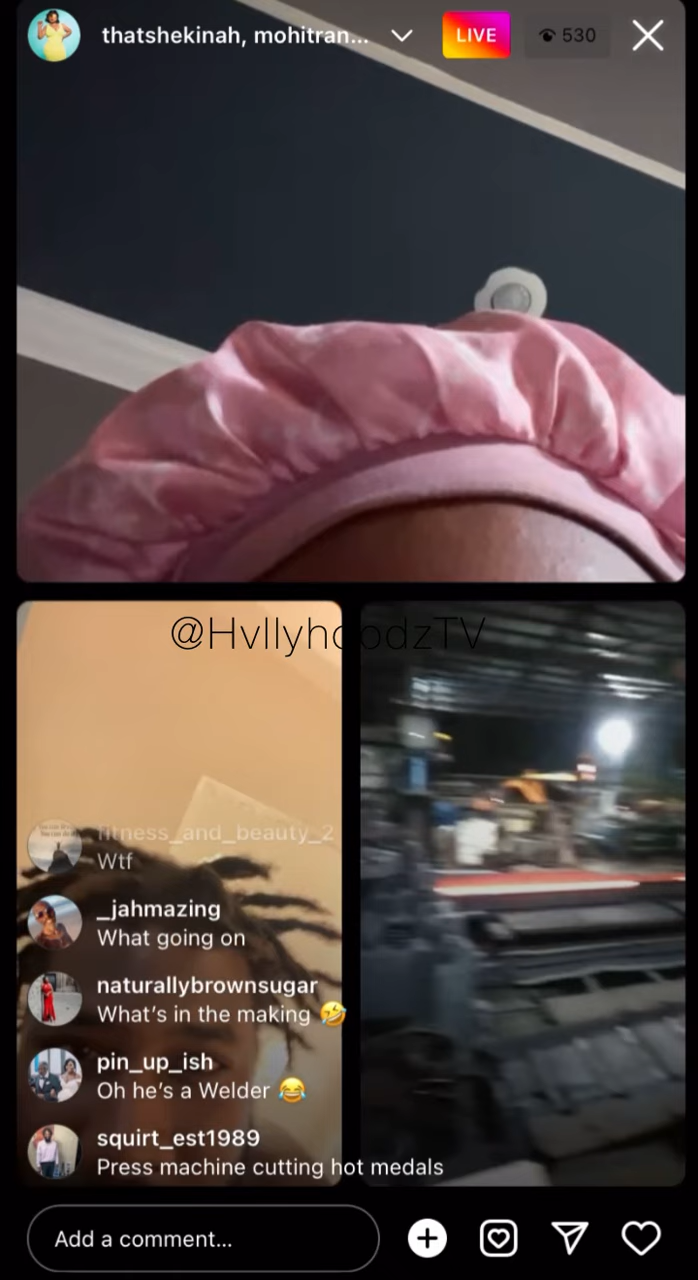 thatshekinah, mohitran...
LIVE
530
@HvllyhoodzTV
fitness_and_beauty_2
Wtf
_jahmazing
What going on
naturallybrownsugar
What's in the making 🤣
pin_up_ish
Oh he's a Welder 😂
squirt_est1989
Press machine cutting hot medals
Add a comment...